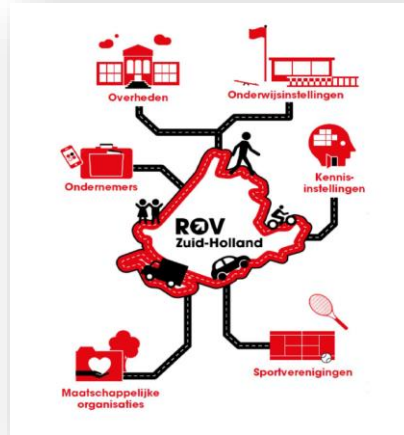 Overheden
Onderwijsinstellingen
Ondernemers
Kennis-
instellingen
ROV
Zuid-Holland
Sportverenigingen
Maatschappelijke
organisaties